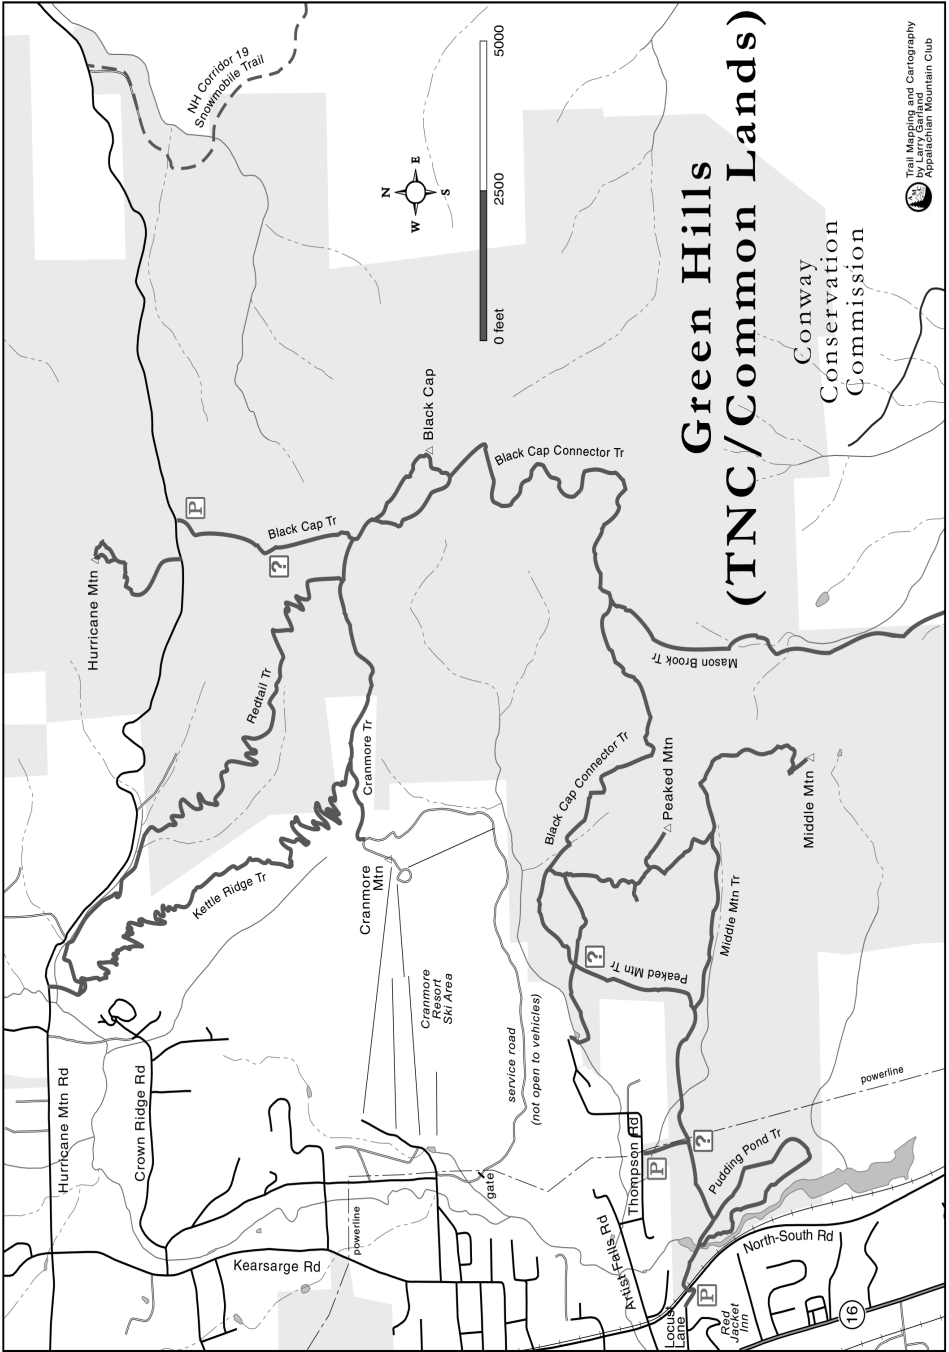 Green Hills
(TNC/Common Lands)
Conway
Conservation
Commission
Trail Mapping and Cartography
by Larry Garland
Appalachian Mountain Club
AMC
0 feet
2500
5000
N
E
S
W
NH Corridor 19
Snowmobile Trail
Hurricane Mtn
P
?
Black Cap Tr
Black Cap
Black Cap Connector Tr
Redtail Tr
Cranmore Tr
Kettle Ridge Tr
Cranmore
Mtn
Cranmore
Resort
Ski Area
service road
(not open to vehicles)
gate
Mason Brook Tr
Black Cap Connector Tr
Peaked Mtn
Middle Mtn
Middle Mtn Tr
Peaked Mtn Tr
?
powerline
Hurricane Mtn Rd
Crown Ridge Rd
Kearsarge Rd
powerline
Thompson Rd
P
?
Pudding Pond Tr
Artist Falls Rd
North-South Rd
Locust
Lane
P
Red
Jacket
Inn
16